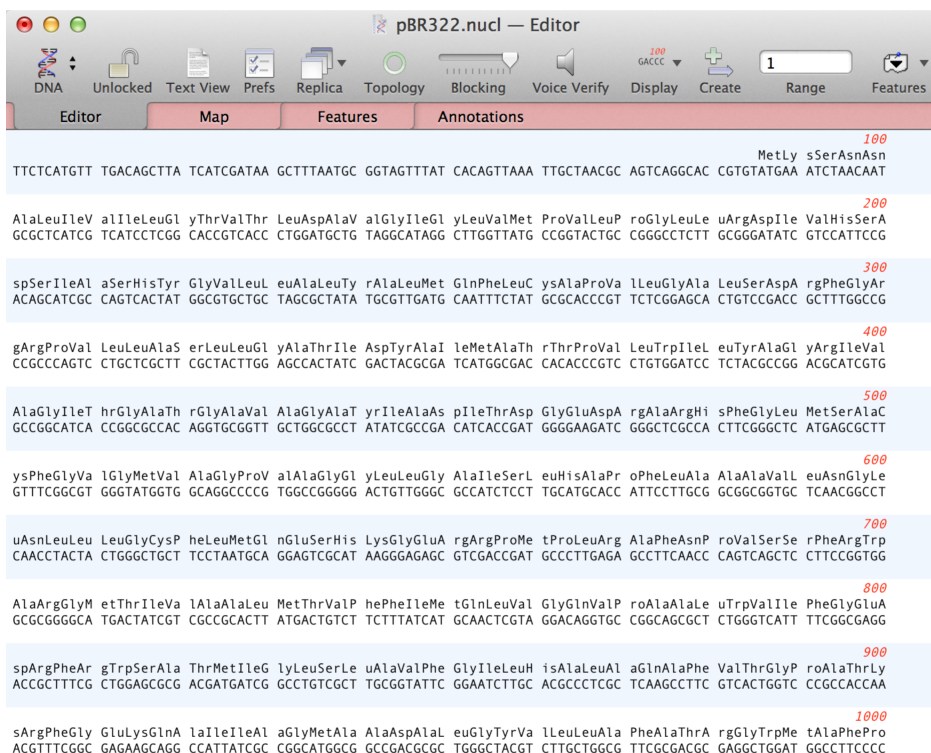 pBR322.nucl — Editor
100
GACCC
1
DNA Unlocked Text View Prefs Replica Topology Blocking Voice Verify Display Create Range Features
Editor Map Features Annotations
100
MetLy sSerAsnAsn
TTCTCATGTT TGACAGCTTA TCATCGATAA GCTTTAATGC GGTAGTTTAT CACAGTTAAA TTGCTAACGC AGTCAGGCAC CGTGTATGAA ATCTAACAAT
200
AlaLeuIleV alIleLeuGl yThrValThr LeuAspAlaV alGlyIleGl yLeuValMet ProValLeuP roGlyLeuLe uArgAspIle ValHisSerA
GCGCTCATCG TCATCCTCGG CACCGTCACC CTGGATGCTG TAGGCATAGG CTTGGTTATG CCGGTACTGC CGGGCCTCTT GCGGGATATC GTCCATTCCG
300
spSerIleAl aSerHisTyr GlyValLeuL euAlaLeuTy rAlaLeuMet GlnPheLeuC ysAlaProVa lLeuGlyAla LeuSerAspA rgPheGlyAr
ACAGCATCGC CAGTCACTAT GGCGTGCTGC TAGCGCTATA TGCGTTGATG CAATTTCTAT GCGCACCCGT TCTCGGAGCA CTGTCCGACC GCTTTGGCCG
400
gArgProVal LeuLeuAlaS erLeuLeuGl yAlaThrIle AspTyrAlaI leMetAlaTh rThrProVal LeuTrpIleL euTyrAlaGl yArgIleVal
CCGCCCAGTC CTGCTCGCTT CGCTACTTGG AGCCACTATC GACTACGCGA TCATGGCGAC CACACCCGTC CTGTGGATCC TCTACGCCGG ACGCATCGTG
500
AlaGlyIleT hrGlyAlaTh rGlyAlaVal AlaGlyAlaT yrIleAlaAs pIleThrAsp GlyGluAspA rgAlaArgHi sPheGlyLeu MetSerAlaC
GCCGGCATCA CCGGCGCCAC AGGTGCGGTT GCTGGCGCCT ATATCGCCGA CATCACCGAT GGGGAAGATC GGGCTCGCCA CTTCGGGCTC ATGAGCGCTT
600
ysPheGlyVa lGlyMetVal AlaGlyProV alAlaGlyGl yLeuLeuGly AlaIleSerL euHisAlaPr oPheLeuAla AlaAlaValL euAsnGlyLe
GTTTCGGCGT GGGTATGGTG GCAGGCCCCG TGGCCGGGGG ACTGTTGGGC GCCATCTCCT TGCATGCACC ATTCCTTGCG GCGGCGGTGC TCAACGGCCT
700
uAsnLeuLeu LeuGlyCysP heLeuMetGl nGluSerHis LysGlyGluA rgArgProMe tProLeuArg AlaPheAsnP roValSerSe rPheArgTrp
CAACCTACTA CTGGGCTGCT TCCTAATGCA GGAGTCGCAT AAGGGAGAGC GTCGACCGAT GCCCTTGAGA GCCTTCAACC CAGTCAGCTC CTTCCGGTGG
800
AlaArgGlyM etThrIleVa lAlaAlaLeu MetThrValP hePheIleMe tGlnLeuVal GlyGlnValP roAlaAlaLe uTrpValIle PheGlyGluA
GCGCGGGGCA TGACTATCGT CGCCGCACTT ATGACTGTCT TCTTTATCAT GCAACTCGTA GGACAGGTGC CGGCAGCGCT CTGGGTCATT TTCGGCGAGG
900
spArgPheAr gTrpSerAla ThrMetIleG lyLeuSerLe uAlaValPhe GlyIleLeuH isAlaLeuAl aGlnAlaPhe ValThrGlyP roAlaThrLy
ACCGCTTTCG CTGGAGCGCG ACGATGATCG GCCTGTCGCT TGCGGTATTC GGAATCTTGC ACGCCCTCGC TCAAGCCTTC GTCACTGGTC CCGCCACCAA
1000
sArgPheGly GluLysGlnA laIleIleAl aGlyMetAla AlaAspAlaL euGlyTyrVa lLeuLeuAla PheAlaThrA rgGlyTrpMe tAlaPhePro
ACGTTTCGGC GAGAAGCAGG CCATTATCGC CGGCATGGCG GCCGACGCGC TGGGCTACGT CTTGCTGGCG TTCGCGACGC GAGGCTGGAT GGCCTTCCCC